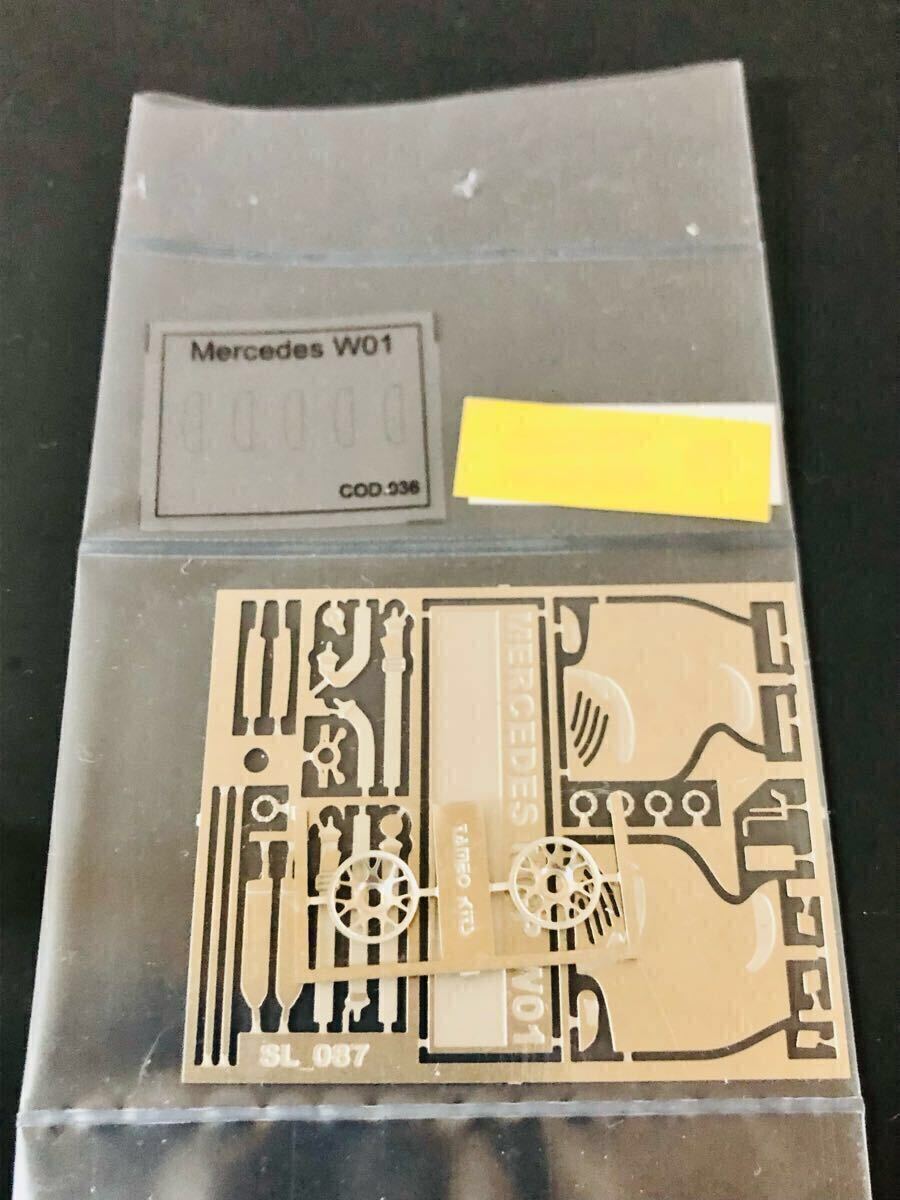 Mercedes W01
COD.036
MERCEDES
W01
TAMEO KITS
SL_087